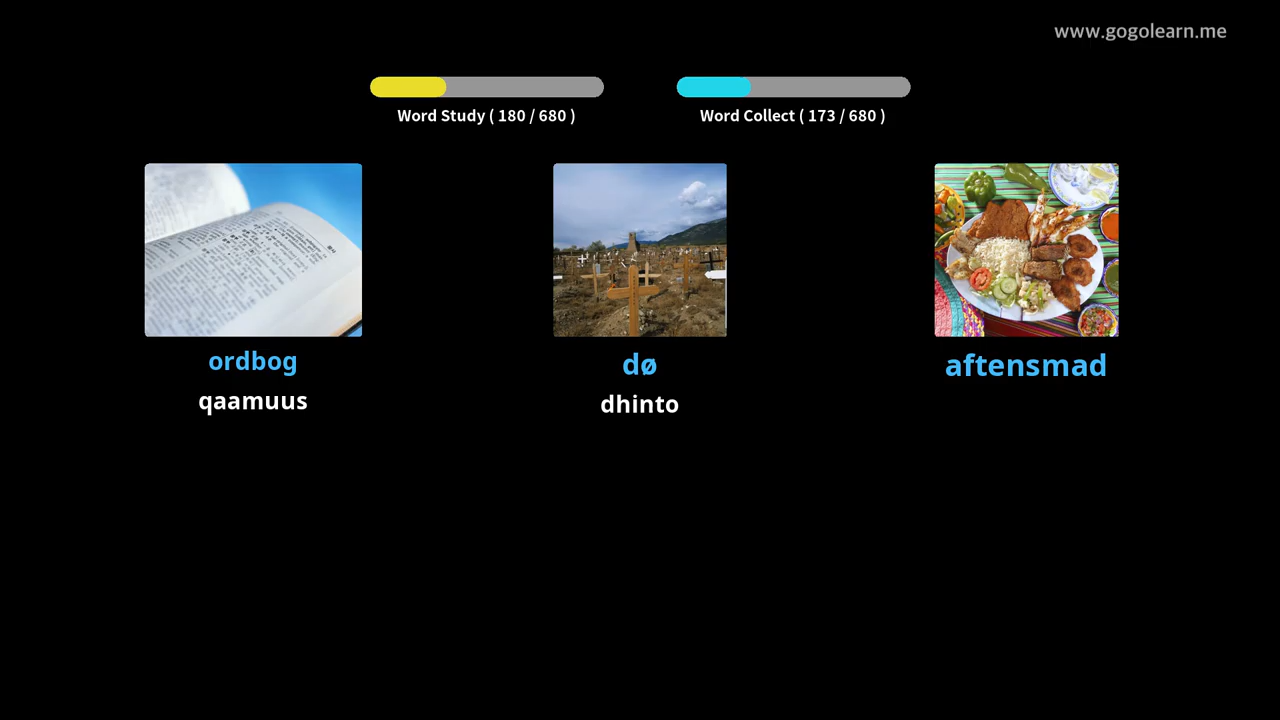 www.gogolearn.me
Word Study ( 180 / 680 )
Word Collect ( 173 / 680 )
ordbog
qaamuus
dø
dhinto
aftensmad